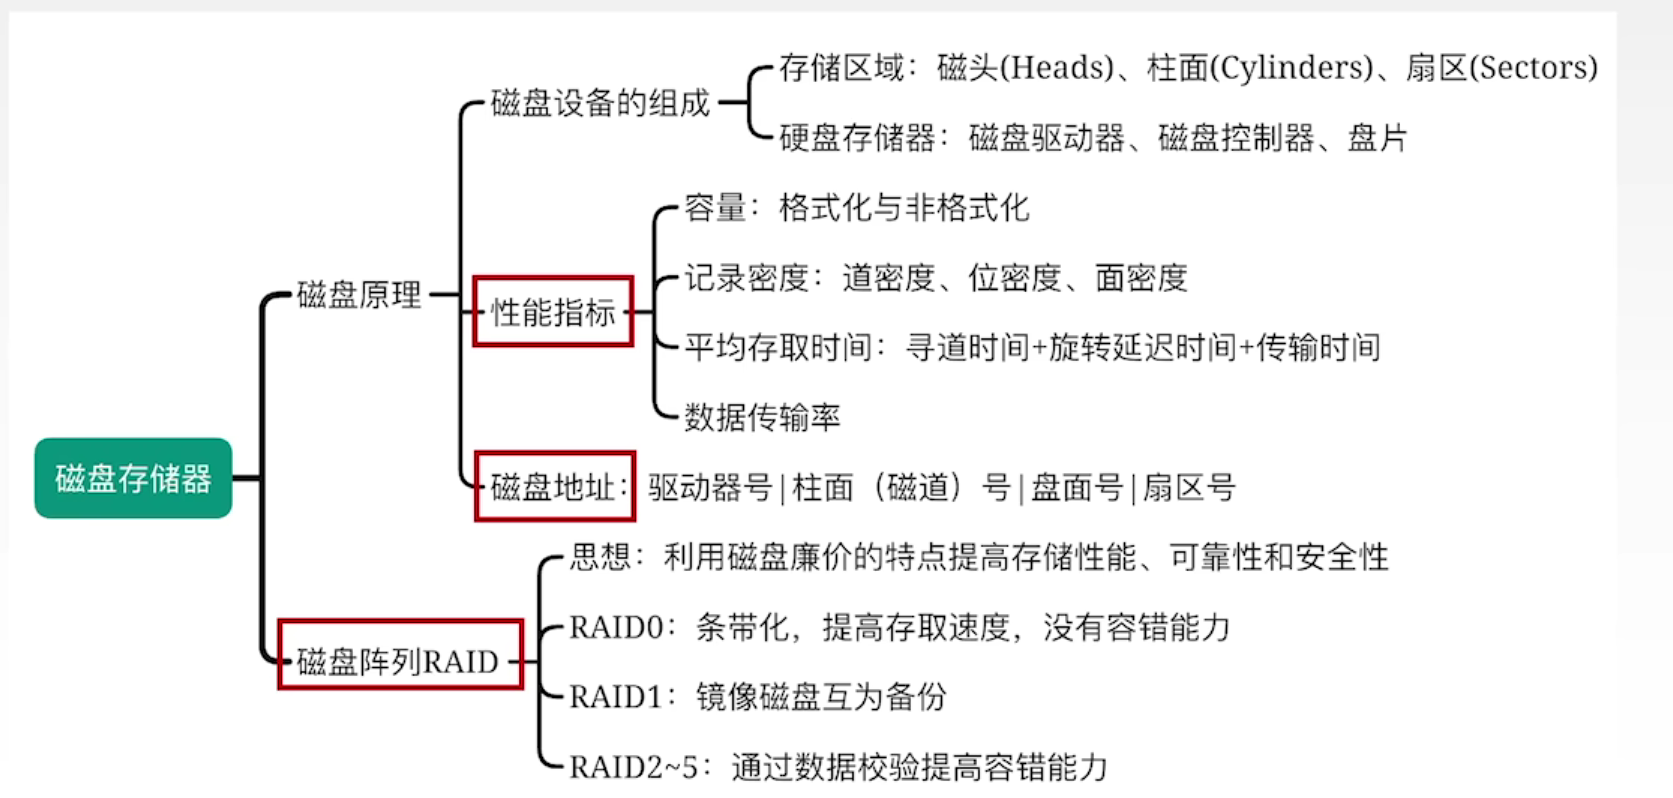 存储区域：磁头(Heads)、柱面(Cylinders)、扇区(Sectors)
磁盘设备的组成
硬盘存储器：磁盘驱动器、磁盘控制器、盘片
容量：格式化与非格式化
记录密度：道密度、位密度、面密度
磁盘原理
性能指标
平均存取时间：寻道时间+旋转延迟时间+传输时间
数据传输率
磁盘存储器
磁盘地址：驱动器号|柱面（磁道）号|盘面号|扇区号
思想：利用磁盘廉价的特点提高存储性能、可靠性和安全性
RAID0：条带化，提高存取速度，没有容错能力
磁盘阵列RAID
RAID1：镜像磁盘互为备份
RAID2~5：通过数据校验提高容错能力